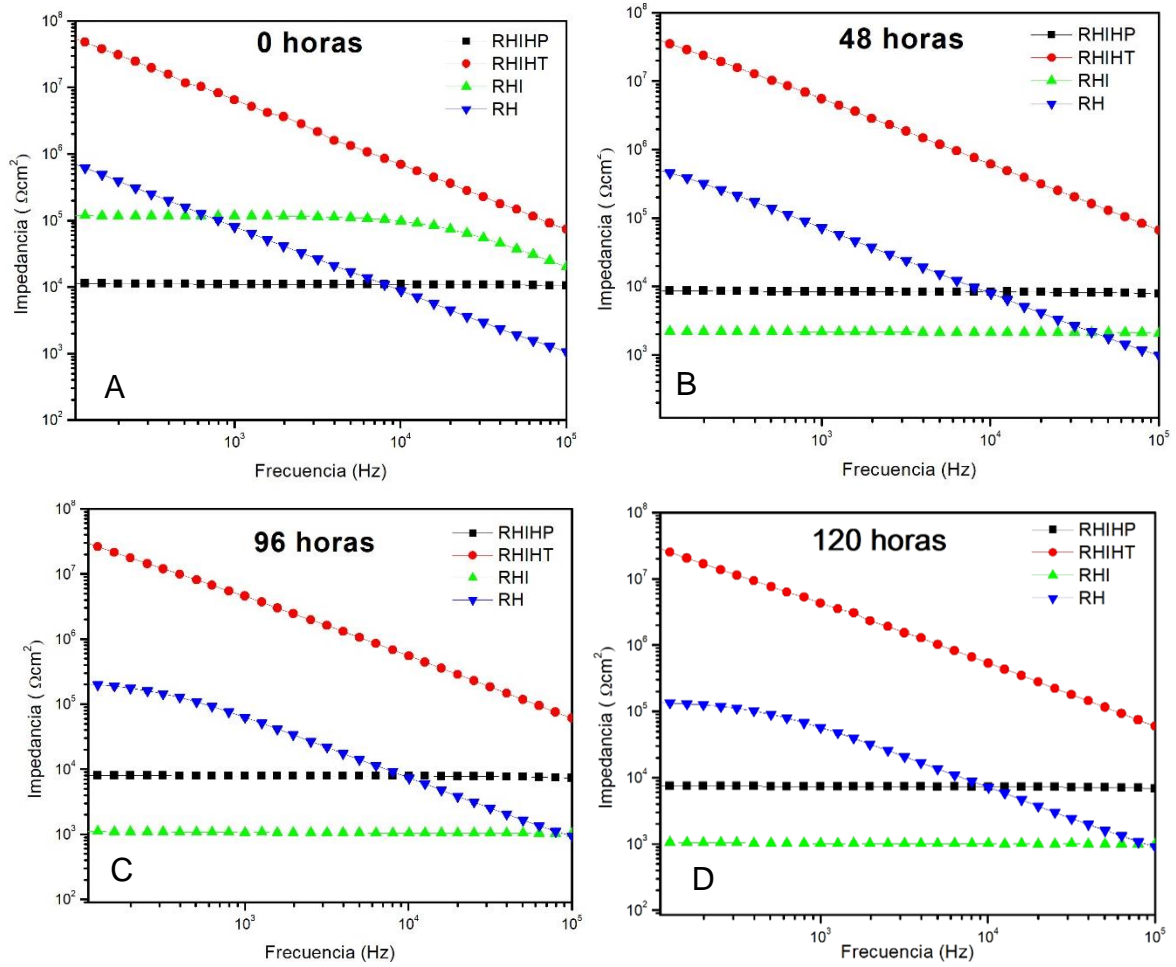 0 horas
RHIHP
RHIHT
RHI
RH
Impedancia ( Ωcm²)
10⁸
10⁷
10⁶
10⁵
10⁴
10³
10²
A
10³ 10⁴ 10⁵
Frecuencia (Hz)
48 horas
RHIHP
RHIHT
RHI
RH
Impedancia ( Ωcm²)
10⁸
10⁷
10⁶
10⁵
10⁴
10³
B
10³ 10⁴ 10⁵
Frecuencia (Hz)
96 horas
RHIHP
RHIHT
RHI
RH
Impedancia ( Ωcm²)
10⁸
10⁷
10⁶
10⁵
10⁴
10³
10²
C
10³ 10⁴ 10⁵
Frecuencia (Hz)
120 horas
RHIHP
RHIHT
RHI
RH
Impedancia ( Ωcm²)
10⁸
10⁷
10⁶
10⁵
10⁴
10³
10²
D
10³ 10⁴ 10⁵
Frecuencia (Hz)